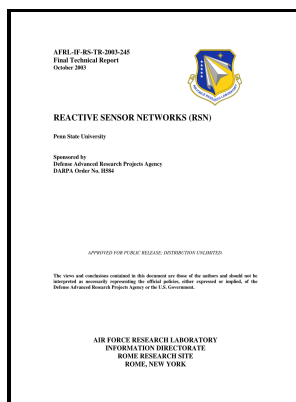 AFRL-IF-RS-TR-2003-245
Final Technical Report
October 2003
REACTIVE SENSOR NETWORKS (RSN)
Penn State University
Sponsored by
Defense Advanced Research Projects Agency
DARPA Order No. H584
APPROVED FOR PUBLIC RELEASE; DISTRIBUTION UNLIMITED.
The views and conclusions contained in this document are those of the authors and should not be
interpreted as necessarily representing the official policies, either expressed or implied, of the
Defense Advanced Research Projects Agency or the U.S. Government.
AIR FORCE RESEARCH LABORATORY
INFORMATION DIRECTORATE
ROME RESEARCH SITE
ROME, NEW YORK